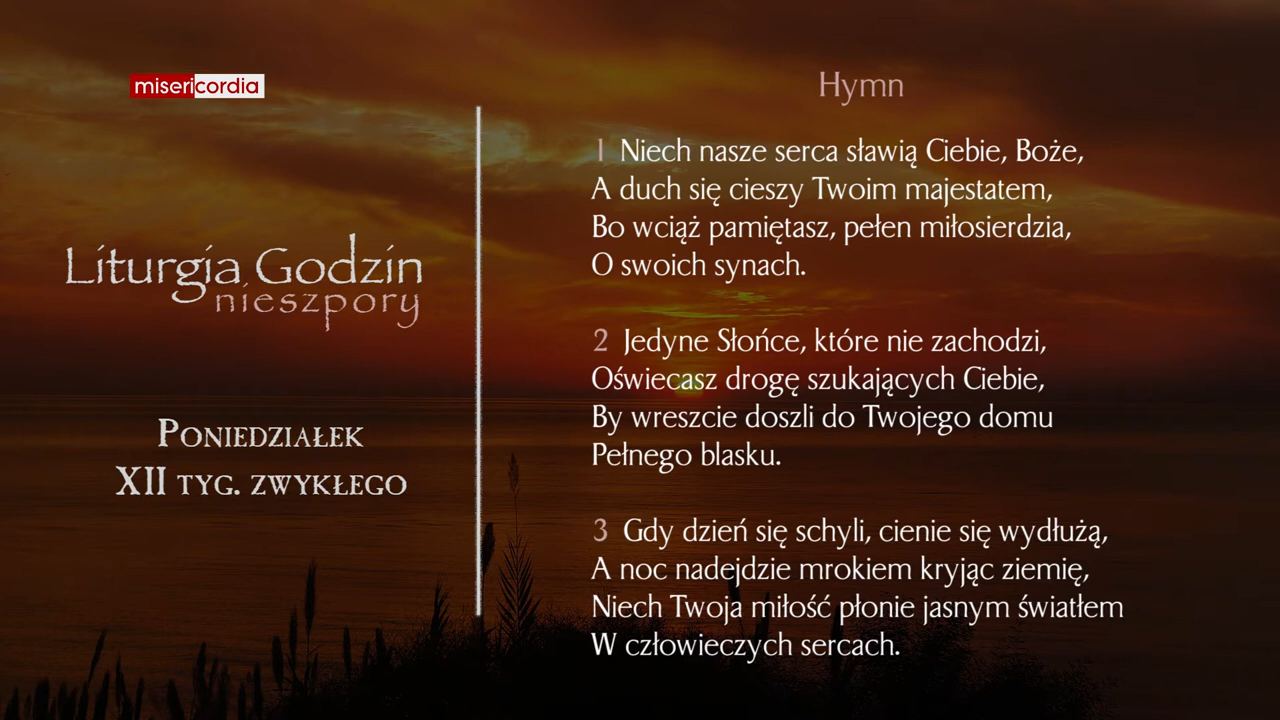 misericordia
Liturgia Godzin
nieszpory
Poniedziałek
XII tyg. zwykłego
Hymn
1 Niech nasze serca sławią Ciebie, Boże,
A duch się cieszy Twoim majestatem,
Bo wciąż pamiętasz, pełen miłosierdzia,
O swoich synach.
2 Jedyne Słońce, które nie zachodzi,
Oświecasz drogę szukających Ciebie,
By wreszcie doszli do Twojego domu
Pełnego blasku.
3 Gdy dzień się schyli, cienie się wydłużą,
A noc nadejdzie mrokiem kryjąc ziemię,
Niech Twoja miłość płonie jasnym światłem
W człowieczych sercach.